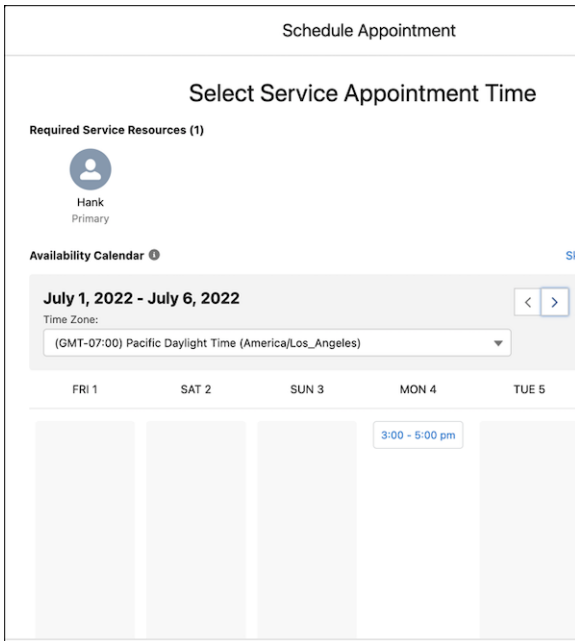 Schedule Appointment
Select Service Appointment Time
Required Service Resources (1)
Hank
Primary
Availability Calendar
July 1, 2022 - July 6, 2022
Time Zone:
(GMT-07:00) Pacific Daylight Time (America/Los_Angeles)
FRI 1 SAT 2 SUN 3 MON 4 TUE 5
3:00 - 5:00 pm